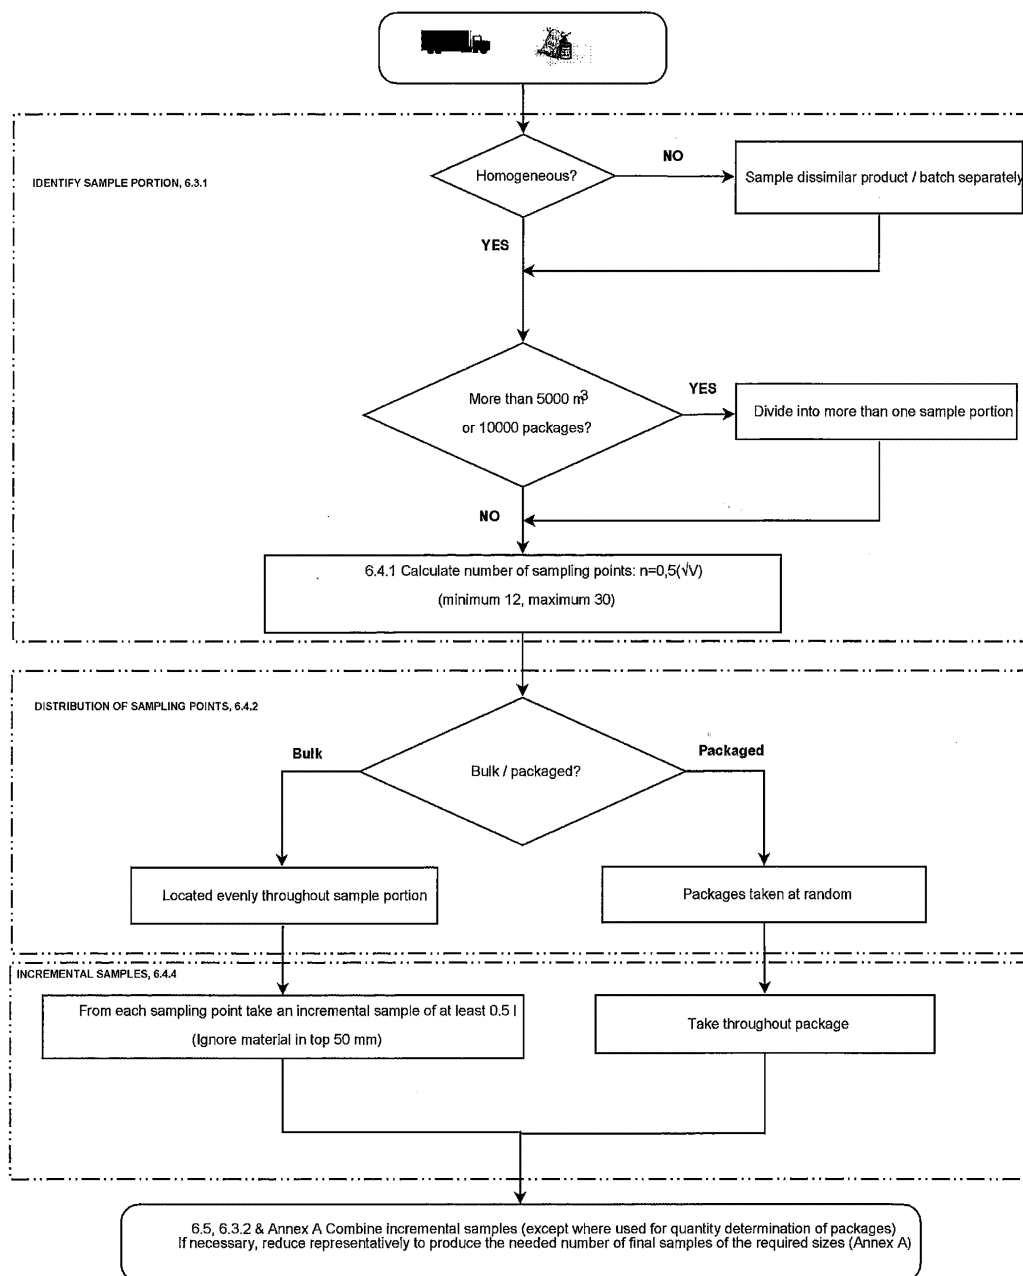 Homogeneous?
NO
Sample dissimilar product / batch separately
IDENTIFY SAMPLE PORTION, 6.3.1
YES
More than 5000 m3
or 10000 packages?
YES
Divide into more than one sample portion
NO
6.4.1 Calculate number of sampling points: n=0,5(√V)
(minimum 12, maximum 30)
DISTRIBUTION OF SAMPLING POINTS, 6.4.2
Bulk
Packaged
Bulk / packaged?
Located evenly throughout sample portion
Packages taken at random
INCREMENTAL SAMPLES, 6.4.4
From each sampling point take an incremental sample of at least 0.5 l
(Ignore material in top 50 mm)
Take throughout package
6.5, 6.3.2 & Annex A Combine incremental samples (except where used for quantity determination of packages)
If necessary, reduce representatively to produce the needed number of final samples of the required sizes (Annex A)